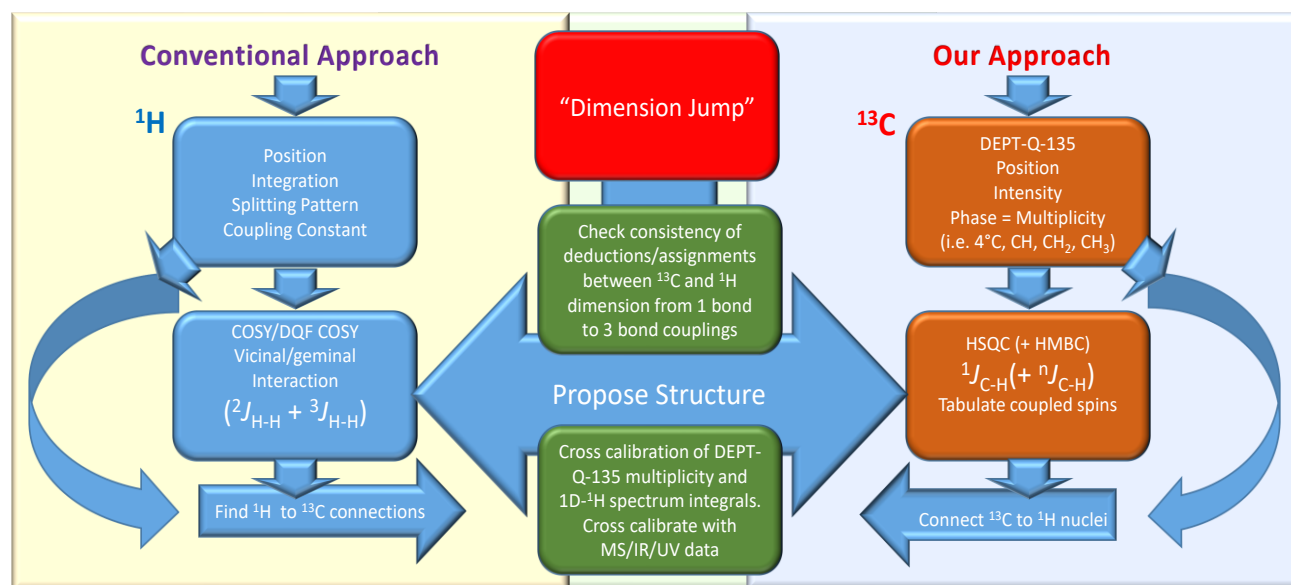 Conventional Approach
¹H
Position
Integration
Splitting Pattern
Coupling Constant
COSY/DQF COSY
Vicinal/geminal
Interaction
(²J_H-H + ³J_H-H)
Find ¹H to ¹³C connections
“Dimension Jump”
Check consistency of
deductions/assignments
between ¹³C and ¹H
dimension from 1 bond
to 3 bond couplings
Propose Structure
Cross calibration of DEPT-
Q-135 multiplicity and
1D-¹H spectrum integrals.
Cross calibrate with
MS/IR/UV data
Our Approach
¹³C
DEPT-Q-135
Position
Intensity
Phase = Multiplicity
(i.e. 4°C, CH, CH₂, CH₃)
HSQC (+ HMBC)
¹J_C-H(+ ⁿJ_C-H)
Tabulate coupled spins
Connect ¹³C to ¹H nuclei